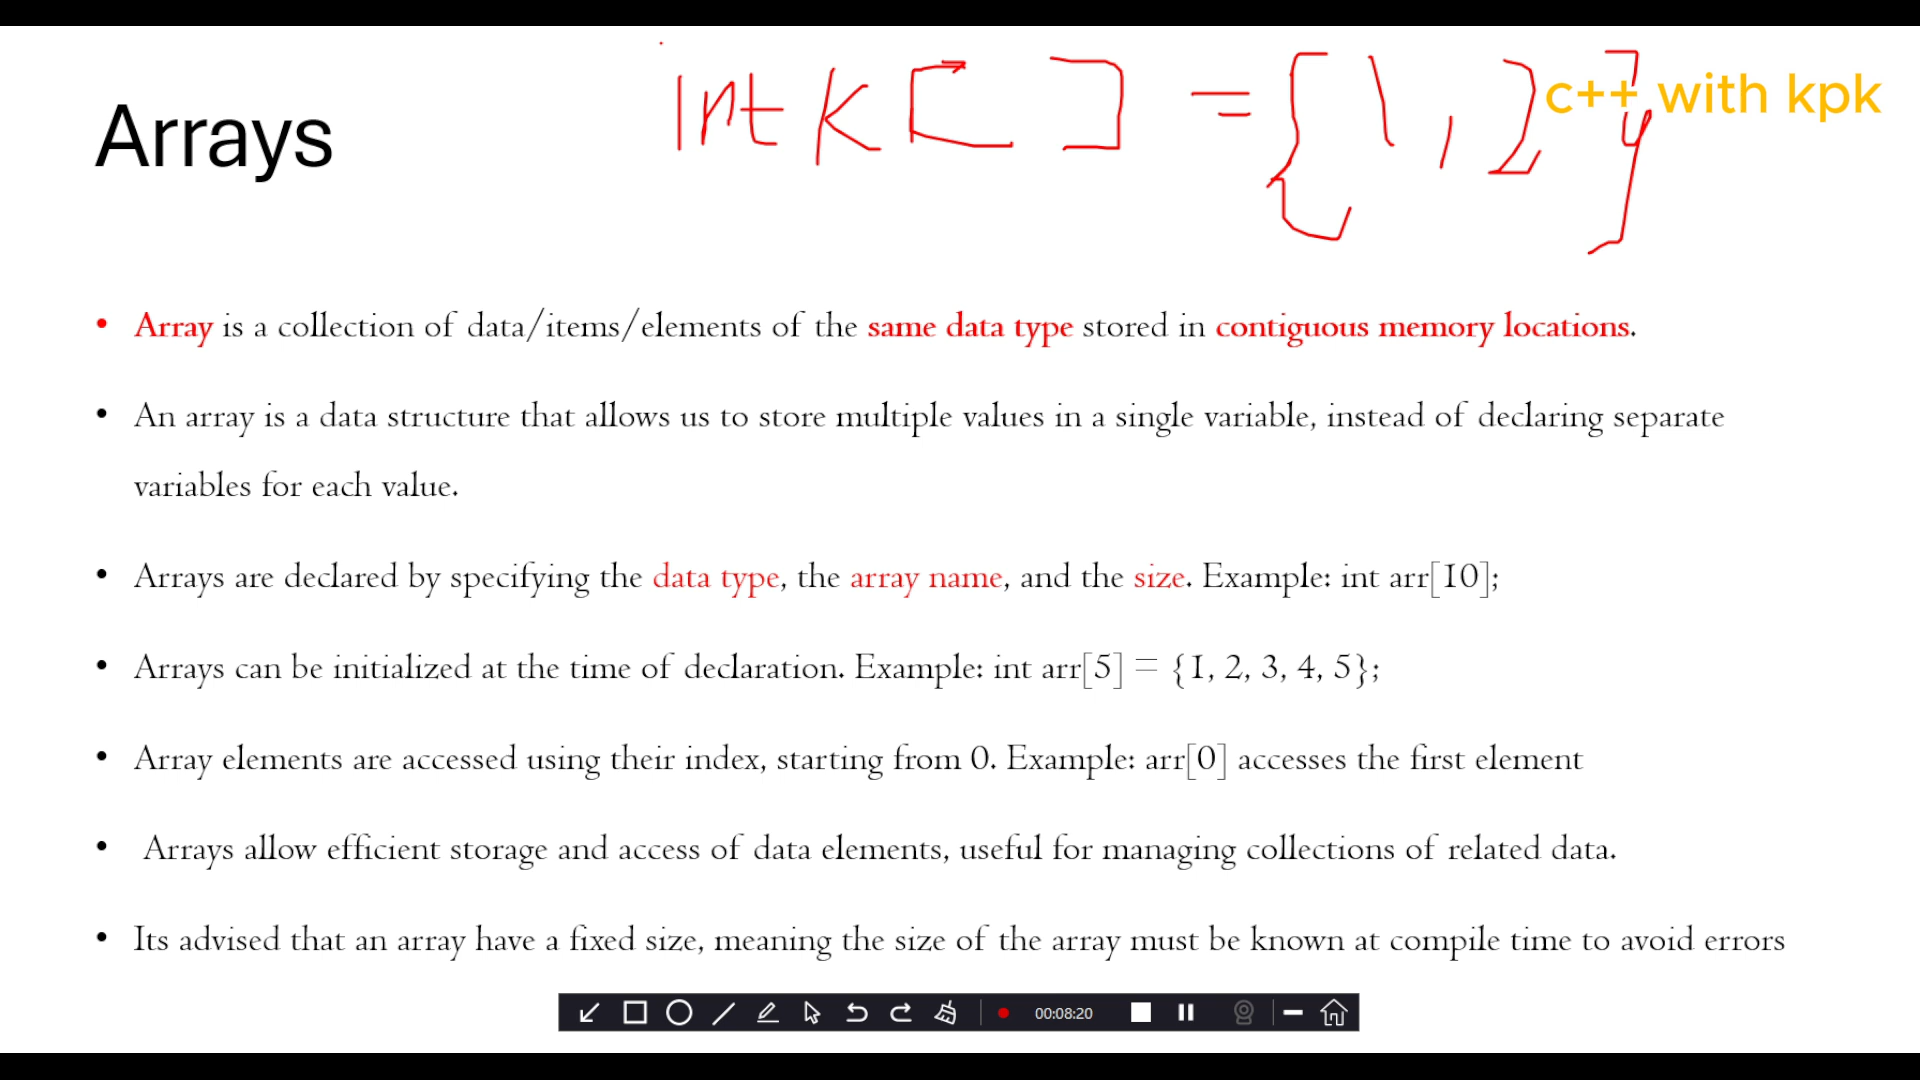 int k[ ] = {1, 2}
c++ with kpk
Arrays
• Array is a collection of data/items/elements of the same data type stored in contiguous memory locations.
• An array is a data structure that allows us to store multiple values in a single variable, instead of declaring separate
variables for each value.
• Arrays are declared by specifying the data type, the array name, and the size. Example: int arr[10];
• Arrays can be initialized at the time of declaration. Example: int arr[5] = {1, 2, 3, 4, 5};
• Array elements are accessed using their index, starting from 0. Example: arr[0] accesses the first element
• Arrays allow efficient storage and access of data elements, useful for managing collections of related data.
• Its advised that an array have a fixed size, meaning the size of the array must be known at compile time to avoid errors
00:08:20